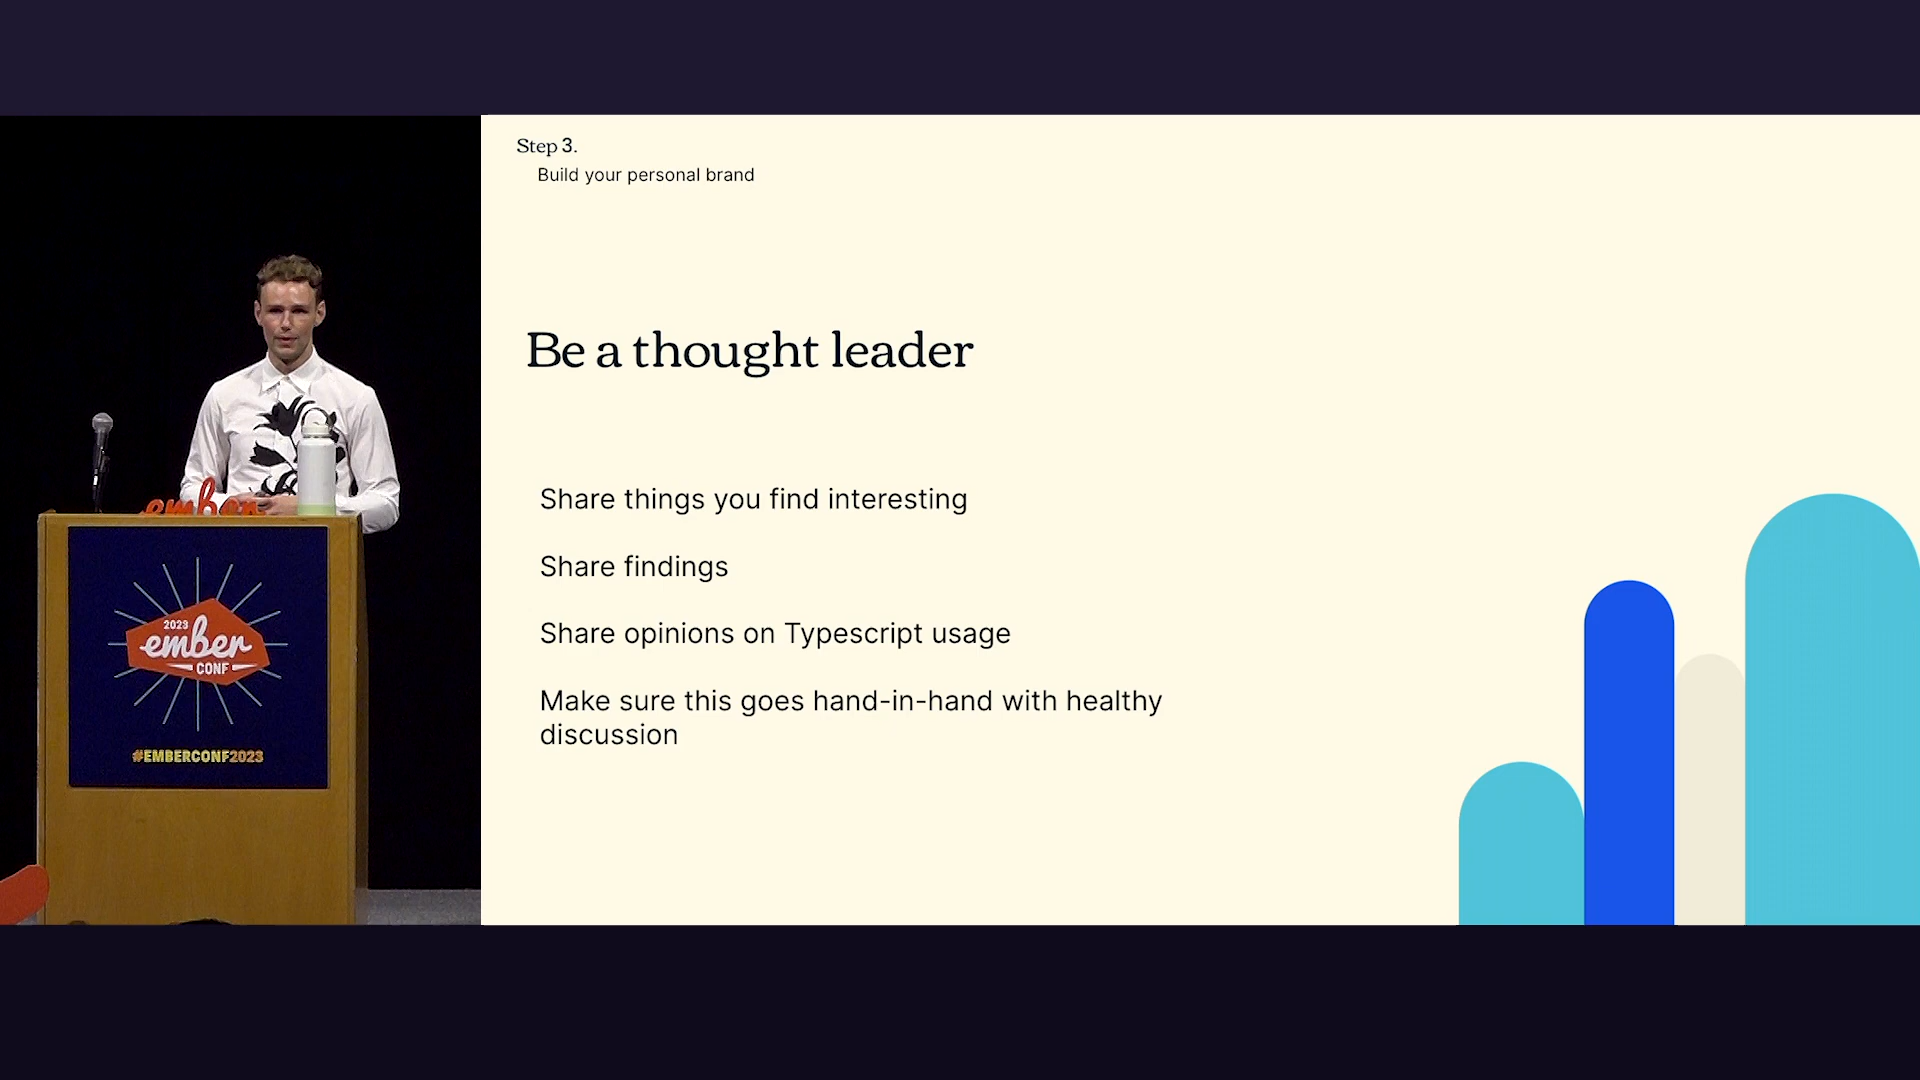 Step 3.
Build your personal brand
Be a thought leader
Share things you find interesting
Share findings
Share opinions on Typescript usage
Make sure this goes hand-in-hand with healthy
discussion
ember
2023
ember
CONF
#EMBERCONF2023